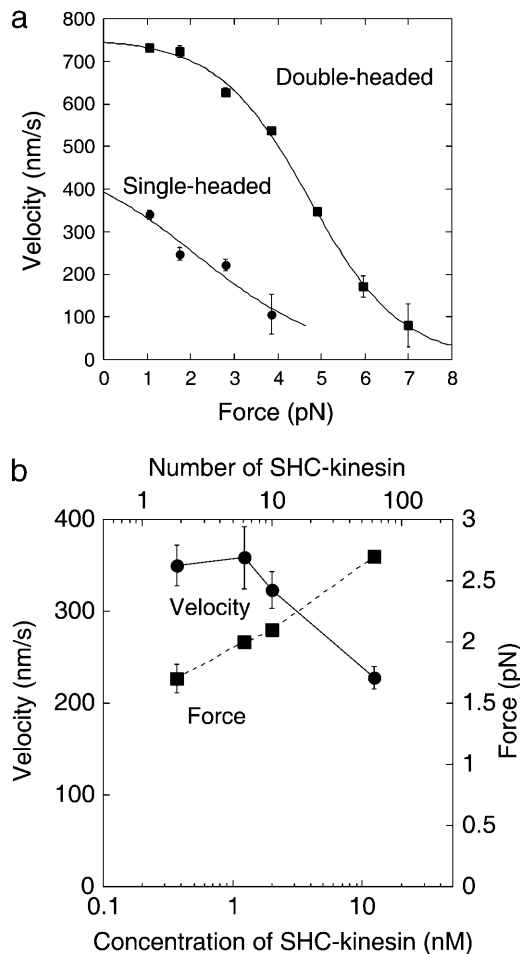 a
800
700
600
500
400
300
200
100
0
Velocity (nm/s)
Double-headed
Single-headed
0 1 2 3 4 5 6 7 8
Force (pN)
b
Number of SHC-kinesin
1 10 100
400
300
200
100
0
Velocity (nm/s)
Velocity
Force
3
2.5
2
1.5
1
0.5
0
Force (pN)
0.1 1 10
Concentration of SHC-kinesin (nM)